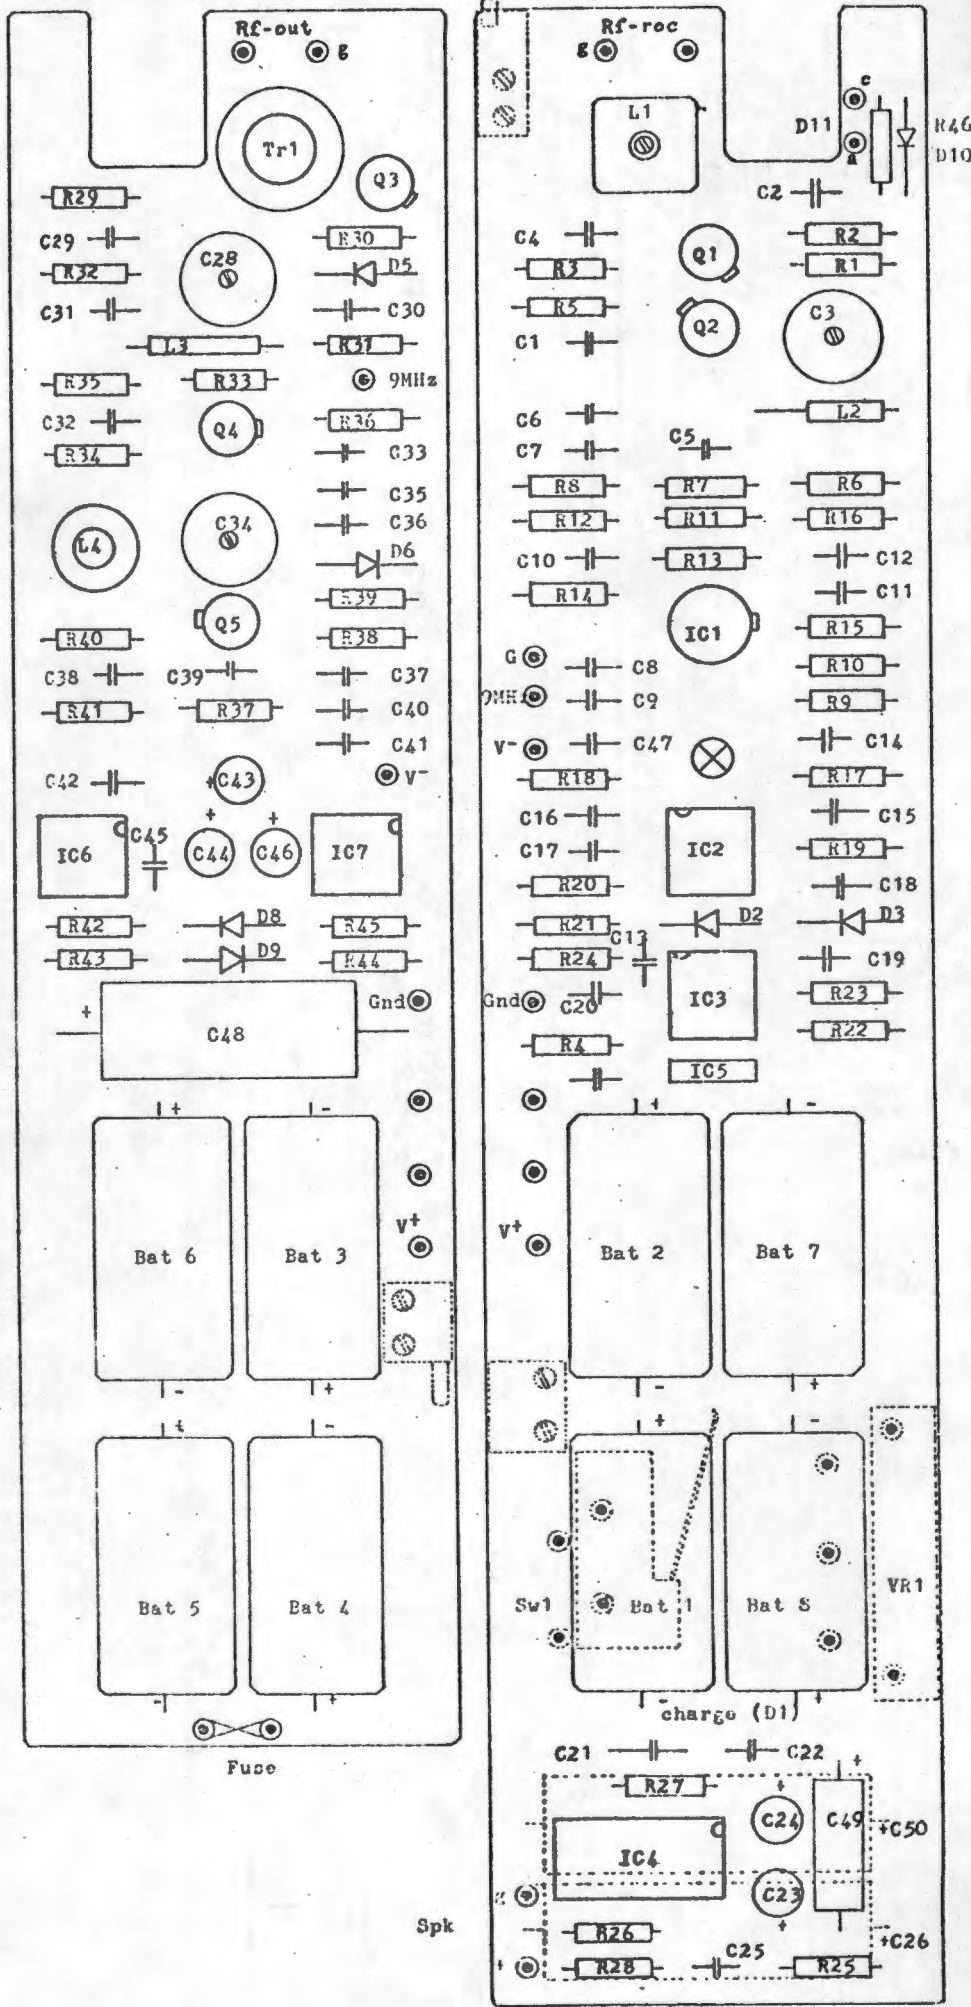 Rf-out
g
Tr1
Q3
R29
C29
C28
R30
R32
D5
C31
C30
L3
R31
R35
R33
9MHz
C32
Q4
R36
R34
C33
C35
C34
C36
L4
D6
R39
Q5
R40
R38
C38
C39
C37
R41
R37
C40
C41
C42
+
C43
V-
+
+
IC6
C45
C44
C46
IC7
R42
D8
R45
R43
D9
R44
Gnd
+
C48
+
-
V+
Bat 6
Bat 3
-
+
+
-
Bat 5
Bat 4
-
+
Fuse
Rf-rec
g
L1
c
D11
R46
a
D10
C2
C4
Q1
R2
R3
R1
R5
Q2
C3
C1
C6
L2
C7
C5
R8
R7
R6
R12
R11
R16
C10
R13
C12
R14
C11
IC1
R15
G
C8
R10
9MHz
C9
R9
V-
C47
C14
R18
R17
C16
C15
C17
IC2
R19
R20
C18
R21
D2
D3
C13
R24
C19
Gnd
C20
IC3
R23
R4
R22
IC5
+
-
V+
Bat 2
Bat 7
-
+
+
-
Sw1
Bat 1
Bat 8
VR1
-
+
charge (D1)
C21
C22
+
R27
+
-
C24
C49
+C50
IC4
C23
Spk
-
R26
+
+C26
+
R28
C25
R25